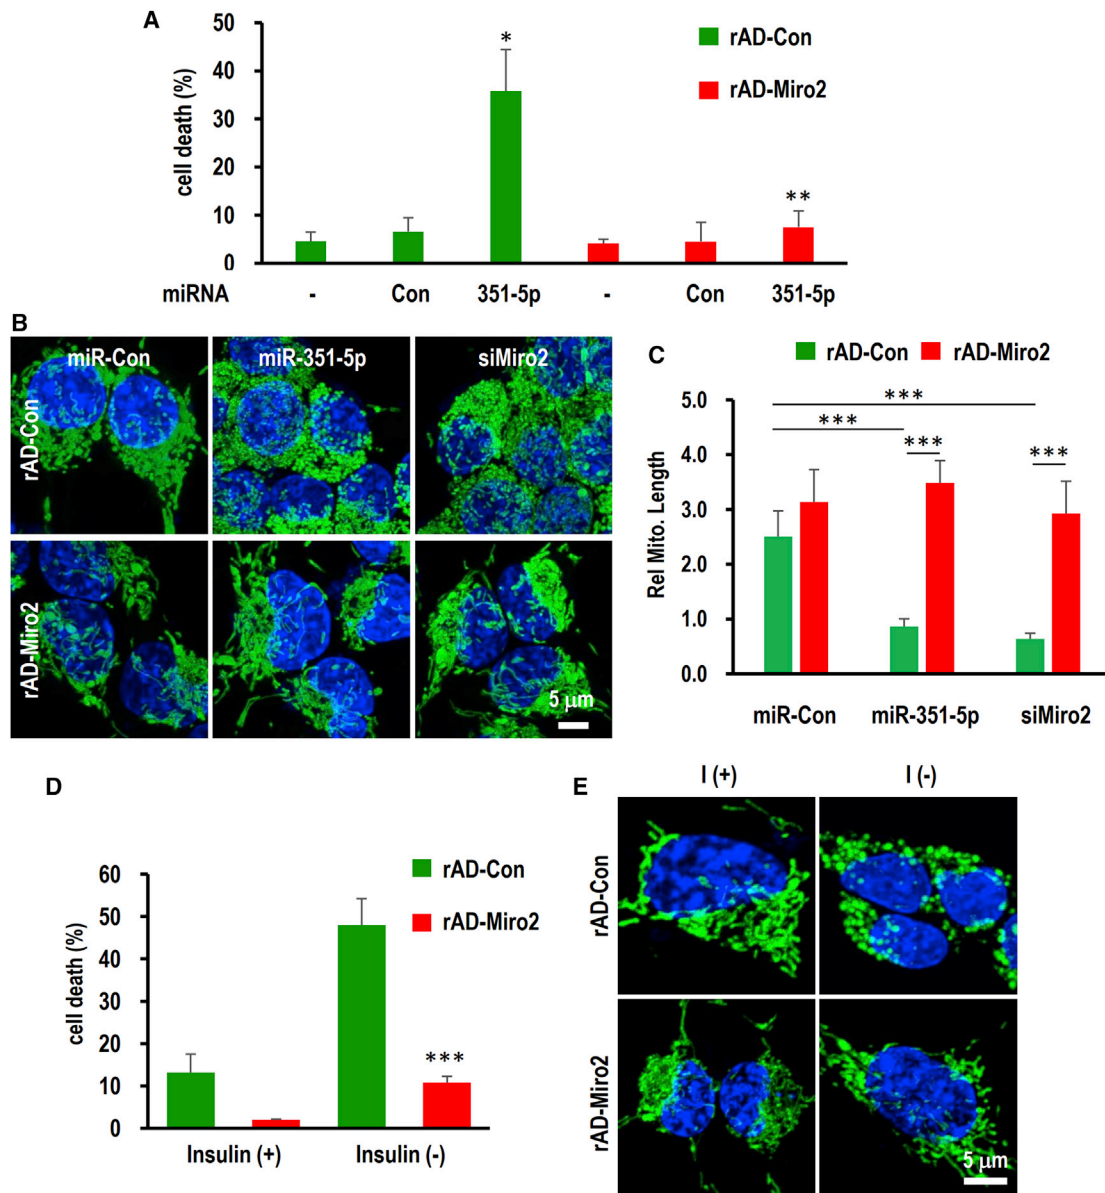 A
50
40
30
20
10
0
cell death (%)
*
**
rAD-Con
rAD-Miro2
miRNA - Con 351-5p - Con 351-5p
B
miR-Con miR-351-5p siMiro2
rAD-Con
rAD-Miro2
5 µm
C
rAD-Con rAD-Miro2
5.0
4.0
3.0
2.0
1.0
0.0
Rel Mito. Length
***
***
***
***
miR-Con miR-351-5p siMiro2
D
60
50
40
30
20
10
0
cell death (%)
rAD-Con
rAD-Miro2
***
Insulin (+) Insulin (-)
E
I (+) I (-)
rAD-Con
rAD-Miro2
5 µm